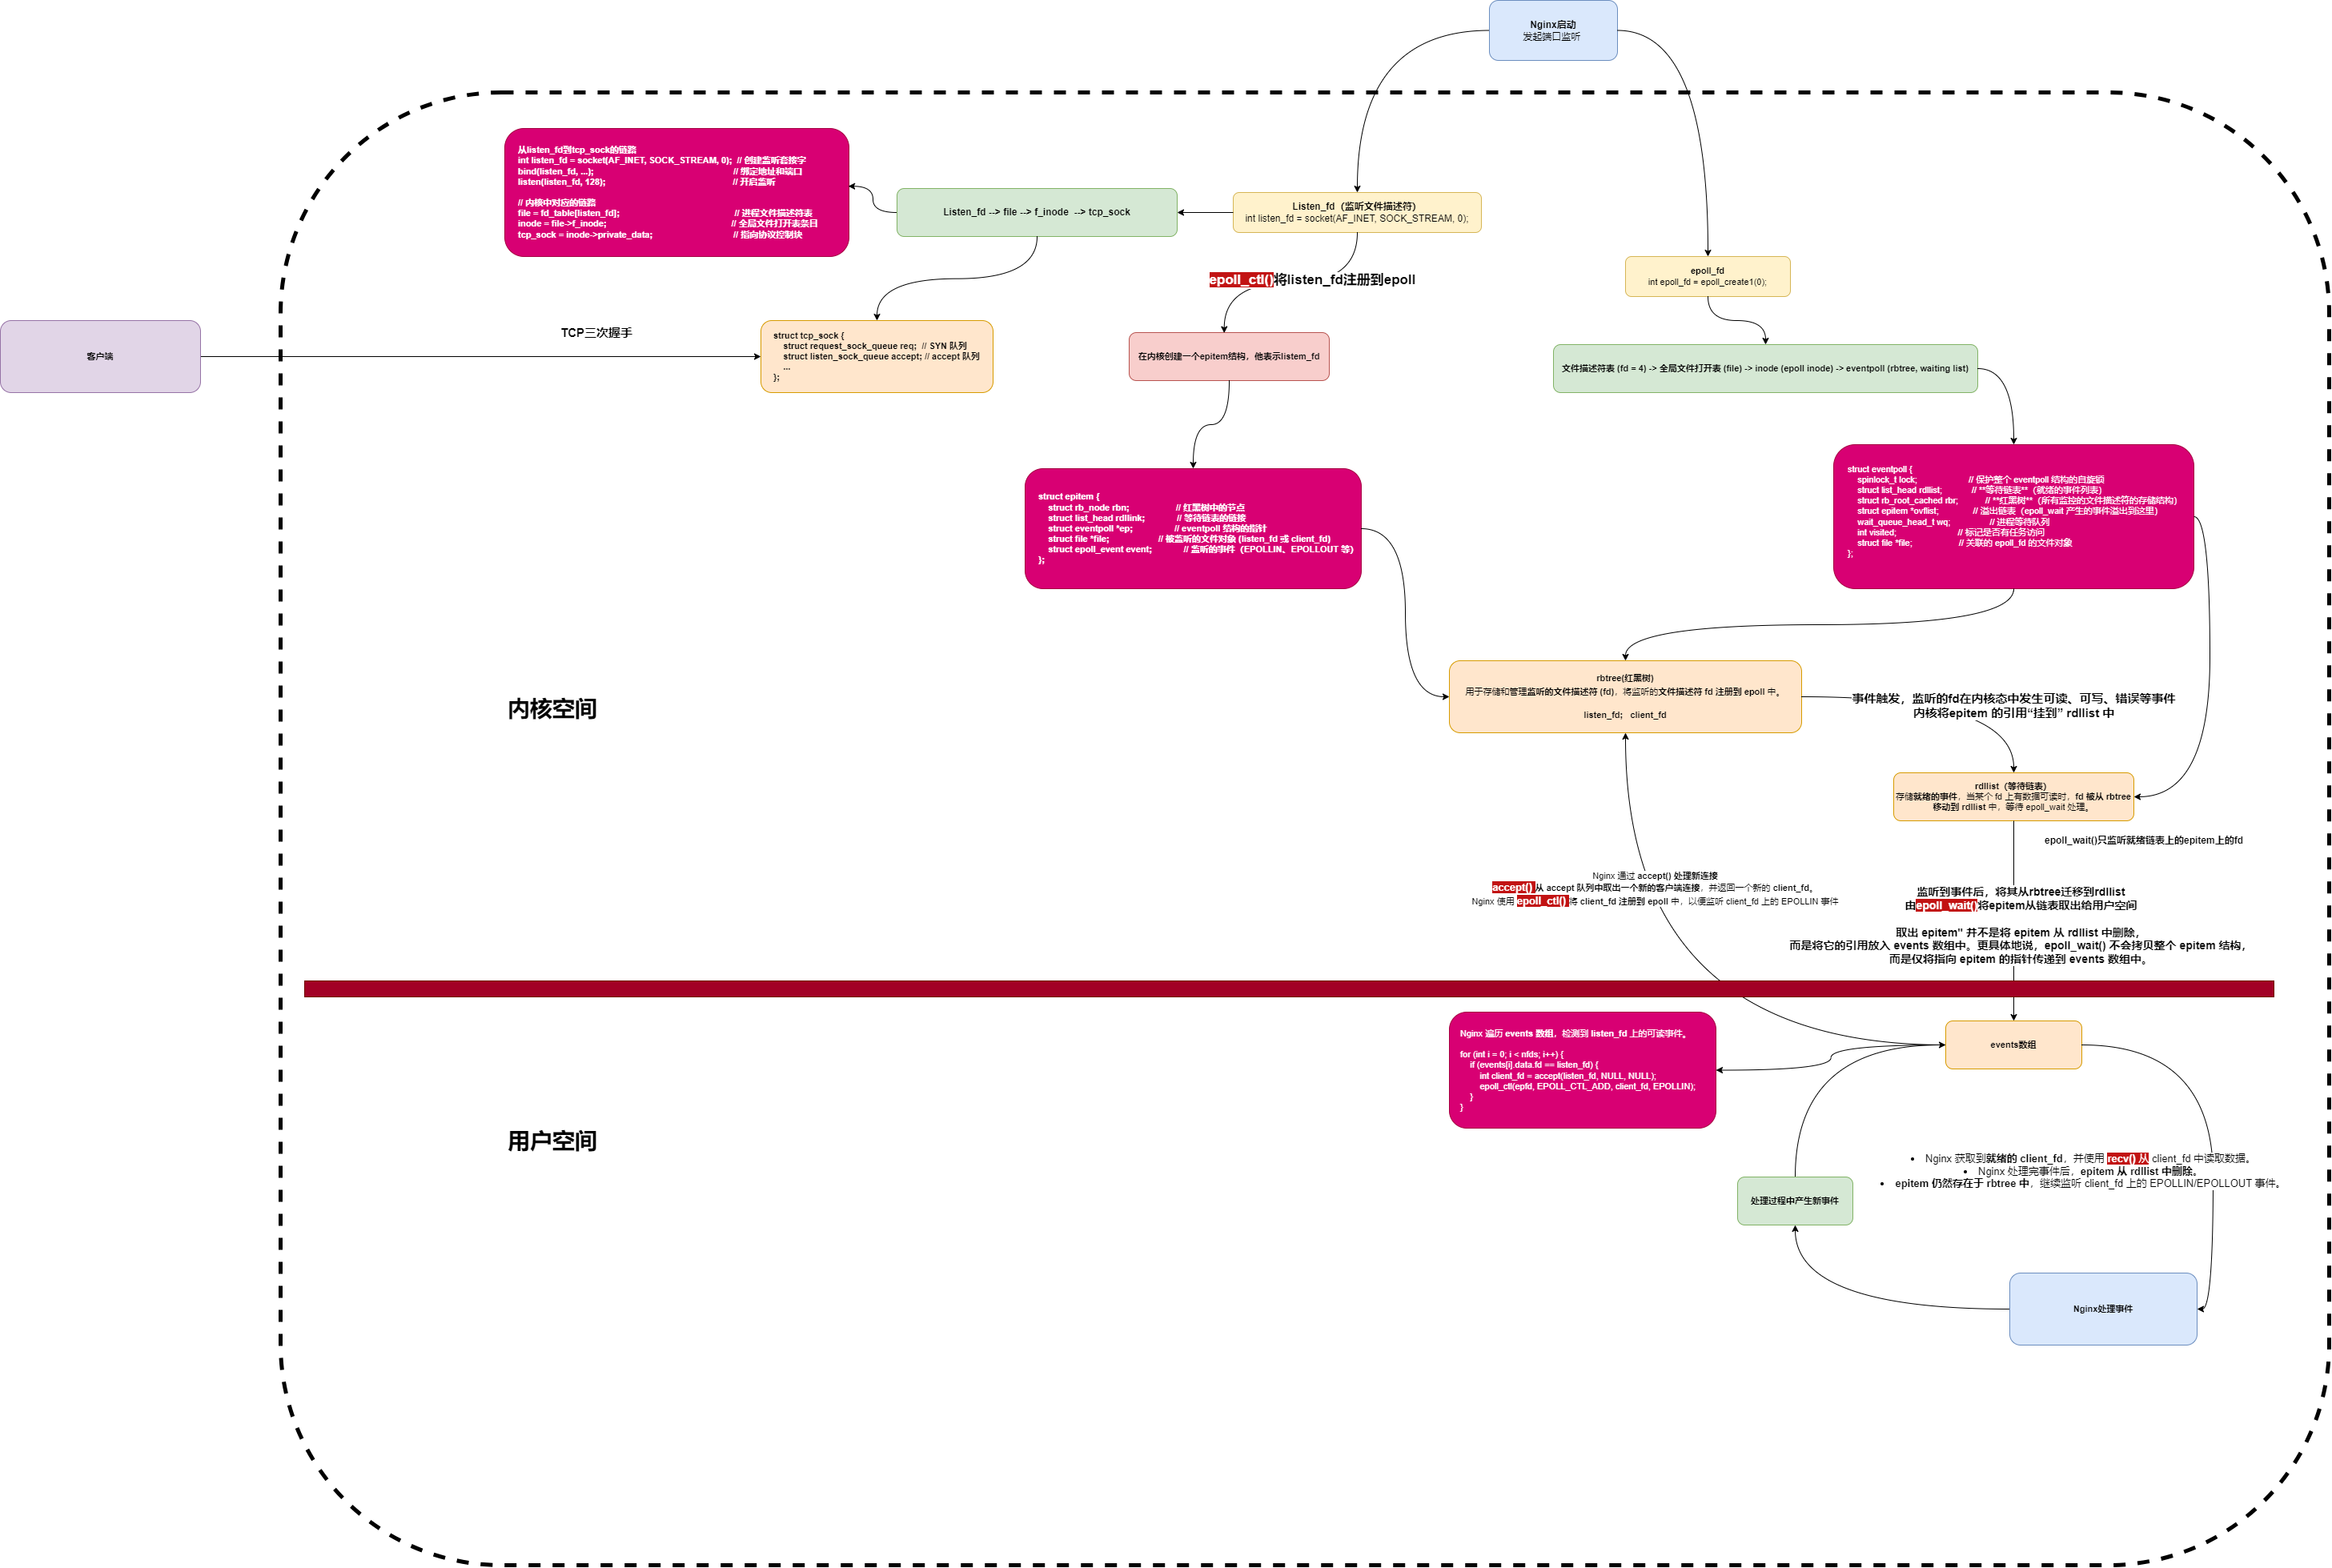 Nginx启动
发起端口监听
从listen_fd到tcp_sock的链路
int listen_fd = socket(AF_INET, SOCK_STREAM, 0);  // 创建监听套接字
bind(listen_fd, ...);  // 绑定地址和端口
listen(listen_fd, 128);  // 开启监听
// 内核中对应的链路
file = fd_table[listen_fd];  // 进程文件描述符表
inode = file->f_inode;  // 全局文件打开表条目
tcp_sock = inode->private_data;  // 指向协议控制块
Listen_fd --> file --> f_inode  --> tcp_sock
Listen_fd（监听文件描述符）
int listen_fd = socket(AF_INET, SOCK_STREAM, 0);
epoll_ctl()将listen_fd注册到epoll
epoll_fd
int epoll_fd = epoll_create1(0);
客户端
TCP三次握手
struct tcp_sock {
struct request_sock_queue req;  // SYN 队列
struct listen_sock_queue accept; // accept 队列
...
};
在内核创建一个epitem结构，他表示listem_fd
文件描述符表 (fd = 4) -> 全局文件打开表 (file) -> inode (epoll inode) -> eventpoll (rbtree, waiting list)
struct epitem {
struct rb_node rbn;  // 红黑树中的节点
struct list_head rdllink;  // 等待链表的链接
struct eventpoll *ep;  // eventpoll 结构的指针
struct file *file;  // 被监听的文件对象 (listen_fd 或 client_fd)
struct epoll_event event;  // 监听的事件（EPOLLIN、EPOLLOUT 等）
};
struct eventpoll {
spinlock_t lock;  // 保护整个 eventpoll 结构的自旋锁
struct list_head rdllist;  // **等待链表**（就绪的事件列表）
struct rb_root_cached rbr;  // **红黑树**（所有监控的文件描述符的存储结构）
struct epitem *ovflist;  // 溢出链表（epoll_wait 产生的事件溢出到这里）
wait_queue_head_t wq;  // 进程等待队列
int visited;  // 标记是否有任务访问
struct file *file;  // 关联的 epoll_fd 的文件对象
};
内核空间
rbtree(红黑树)
用于存储和管理监听的文件描述符 (fd)，将监听的文件描述符 fd 注册到 epoll 中。
listen_fd;   client_fd
事件触发，监听的fd在内核态中发生可读、可写、错误等事件
内核将epitem 的引用“挂到” rdllist 中
rdllist（等待链表）
存储就绪的事件，当某个 fd 上有数据可读时，fd 被从 rbtree
移动到 rdllist 中，等待 epoll_wait 处理。
epoll_wait()只监听就绪链表上的epitem上的fd
Nginx 通过 accept() 处理新连接
accept() 从 accept 队列中取出一个新的客户端连接，并返回一个新的 client_fd。
Nginx 使用 epoll_ctl() 将 client_fd 注册到 epoll 中，以便监听 client_fd 上的 EPOLLIN 事件
监听到事件后，将其从rbtree迁移到rdllist
由epoll_wait()将epitem从链表取出给用户空间
取出 epitem” 并不是将 epitem 从 rdllist 中删除，
而是将它的引用放入 events 数组中。更具体地说，epoll_wait() 不会拷贝整个 epitem 结构，
而是仅将指向 epitem 的指针传递到 events 数组中。
Nginx 遍历 events 数组，检测到 listen_fd 上的可读事件。
for (int i = 0; i < nfds; i++) {
if (events[i].data.fd == listen_fd) {
int client_fd = accept(listen_fd, NULL, NULL);
epoll_ctl(epfd, EPOLL_CTL_ADD, client_fd, EPOLLIN);
}
}
events数组
用户空间
• Nginx 获取到就绪的 client_fd，并使用 recv() 从 client_fd 中读取数据。
• Nginx 处理完事件后，epitem 从 rdllist 中删除。
• epitem 仍然存在于 rbtree 中，继续监听 client_fd 上的 EPOLLIN/EPOLLOUT 事件。
处理过程中产生新事件
Nginx处理事件